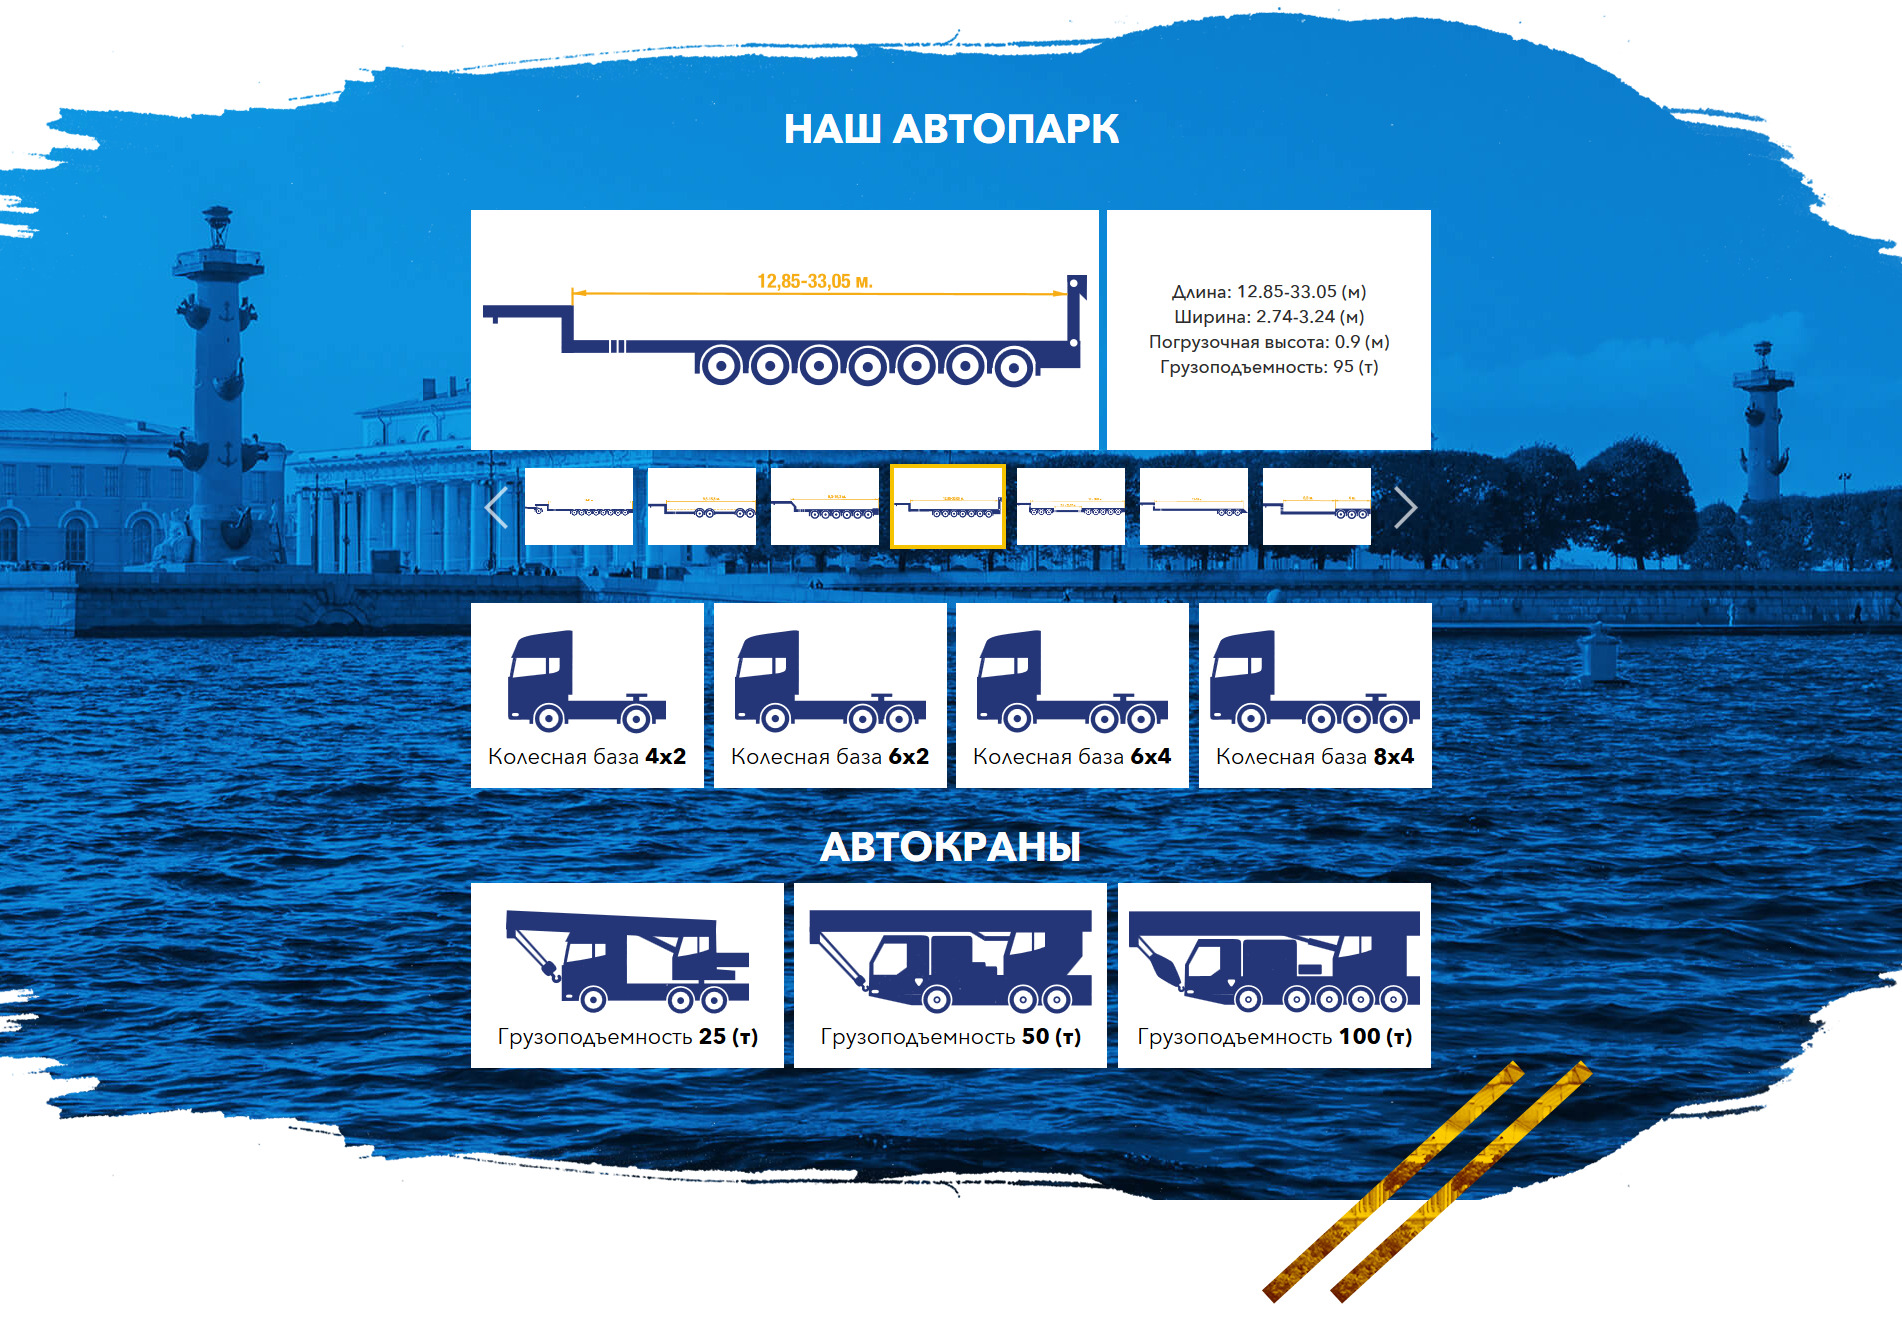 НАШ АВТОПАРК
12,85-33,05 м.
Длина: 12.85-33.05 (м)
Ширина: 2.74-3.24 (м)
Погрузочная высота: 0.9 (м)
Грузоподъемность: 95 (т)
Колесная база 4x2
Колесная база 6x2
Колесная база 6x4
Колесная база 8x4
АВТОКРАНЫ
Грузоподъемность 25 (т)
Грузоподъемность 50 (т)
Грузоподъемность 100 (т)